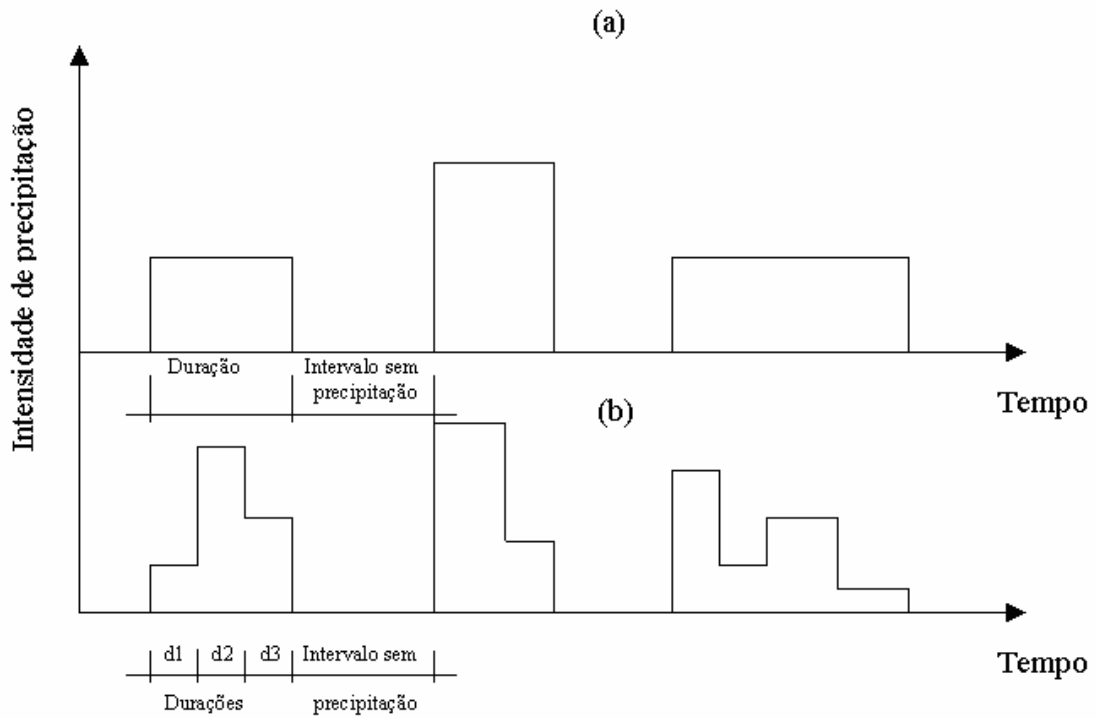 (a)
Intensidade de precipitação
Duração
Intervalo sem
precipitação
Tempo
(b)
d1 d2 d3 Intervalo sem
Durações precipitação
Tempo